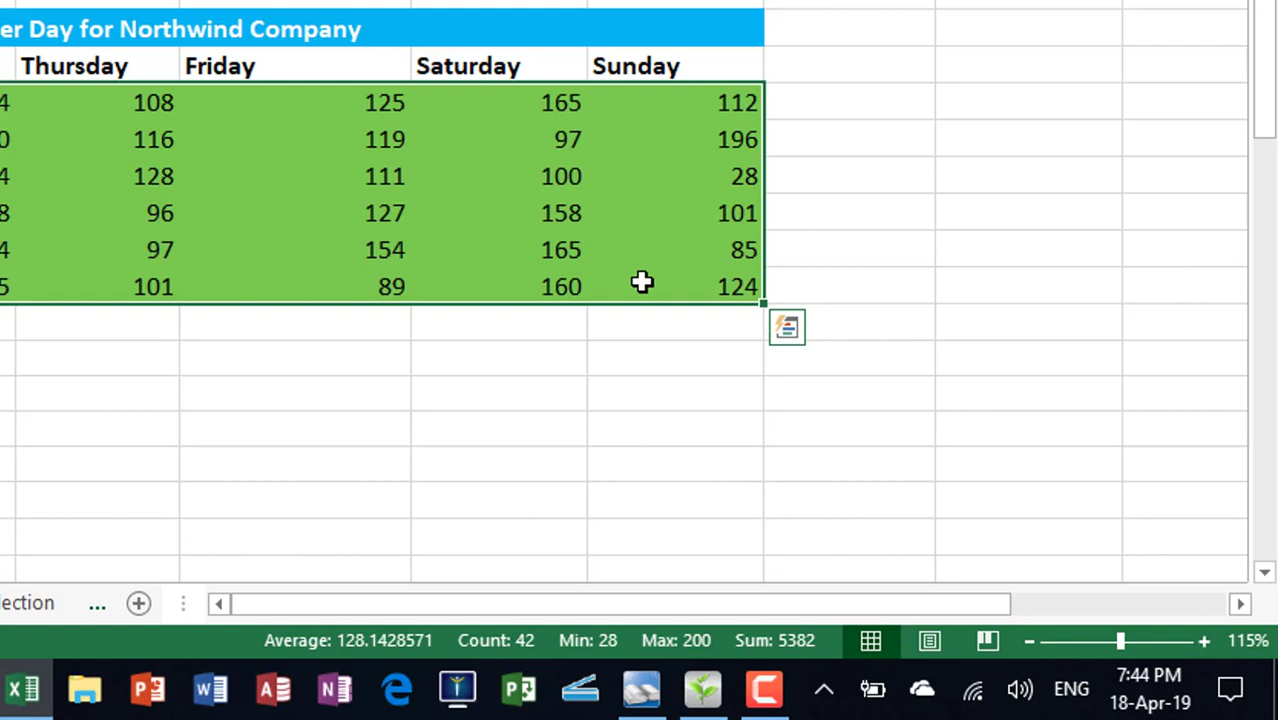 er Day for Northwind Company
Thursday Friday Saturday Sunday
4 108 125 165 112
0 116 119 97 196
4 128 111 100 28
8 96 127 158 101
4 97 154 165 85
5 101 89 160 124
lection ...
Average: 128.1428571 Count: 42 Min: 28 Max: 200 Sum: 5382 115%
ENG 7:44 PM
18-Apr-19